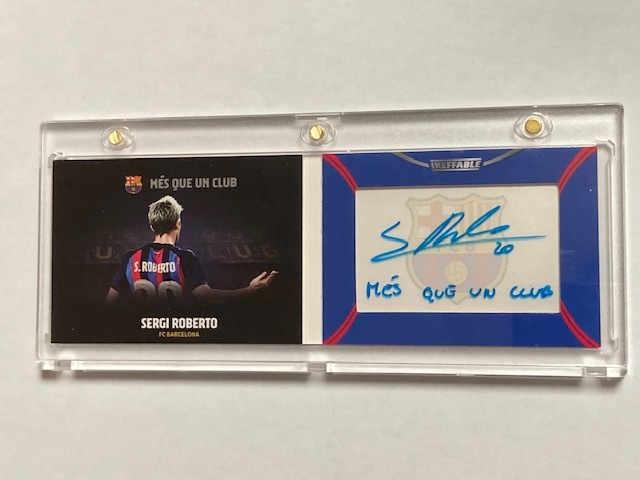 MÉS QUE UN CLUB
S. ROBERTO
SERGI ROBERTO
FC BARCELONA
INEFFABLE
20
MÉS QUE UN CLUB